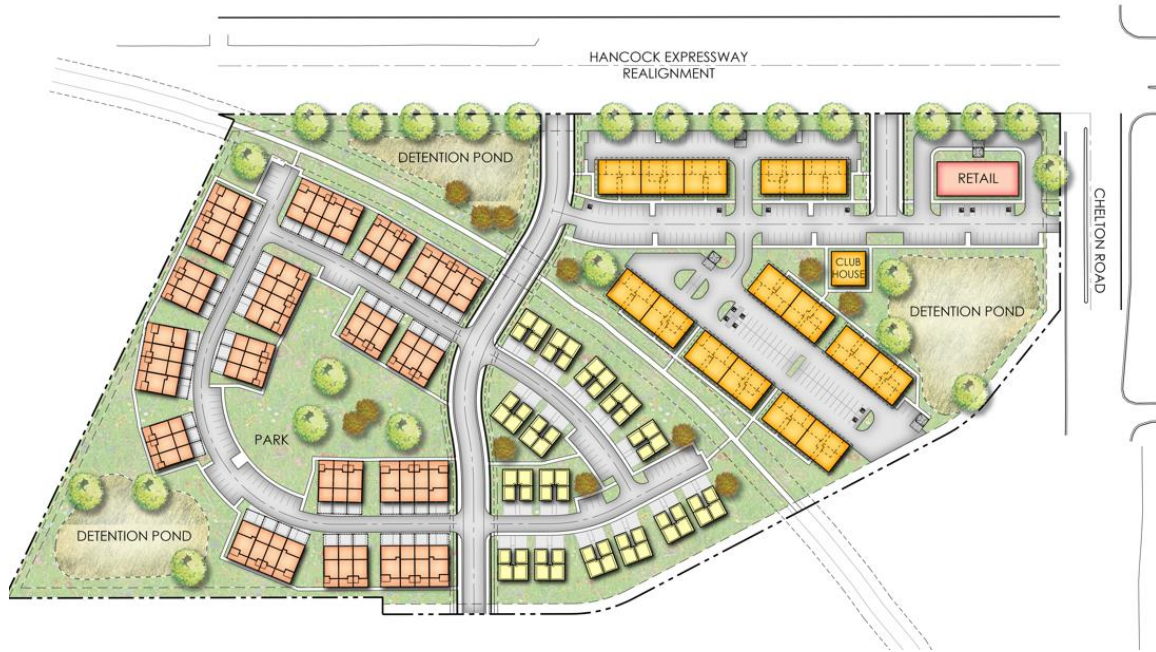 HANCOCK EXPRESSWAY
REALIGNMENT
DETENTION POND
RETAIL
CHELTON ROAD
CLUB
HOUSE
DETENTION POND
PARK
DETENTION POND